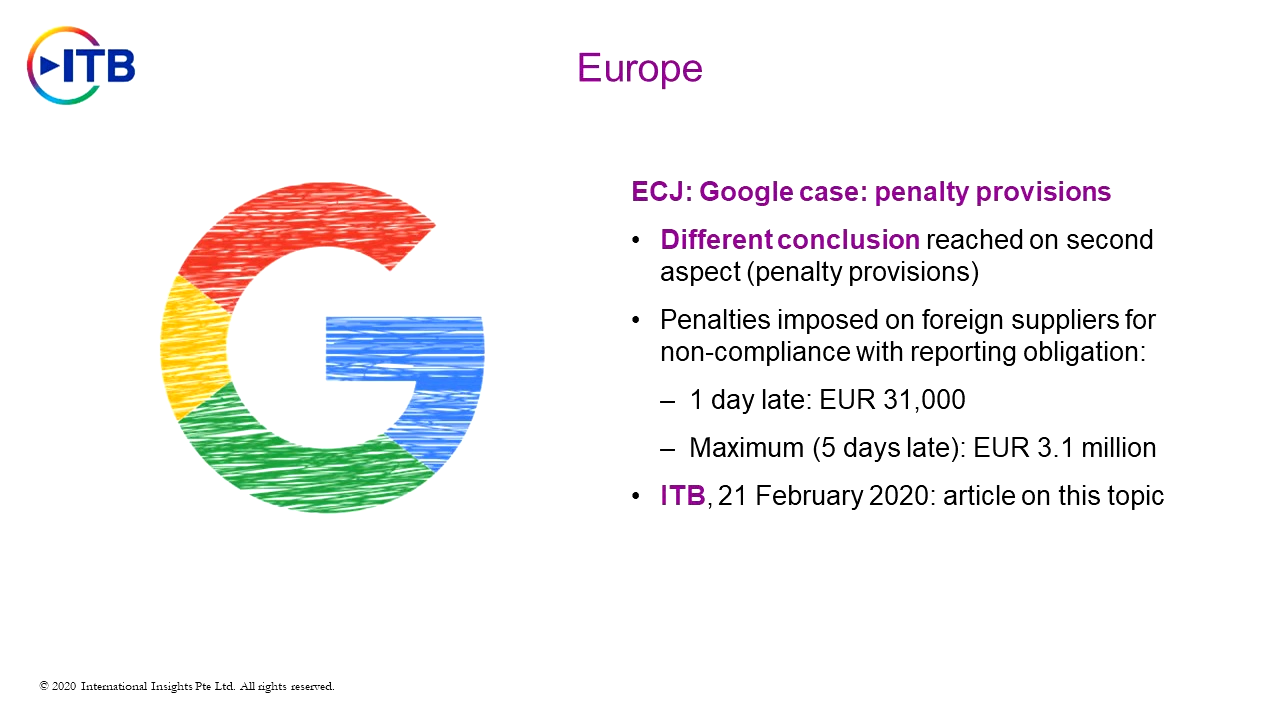 ITB
Europe
ECJ: Google case: penalty provisions
• Different conclusion reached on second
aspect (penalty provisions)
• Penalties imposed on foreign suppliers for
non-compliance with reporting obligation:
– 1 day late: EUR 31,000
– Maximum (5 days late): EUR 3.1 million
• ITB, 21 February 2020: article on this topic
© 2020 International Insights Pte Ltd. All rights reserved.